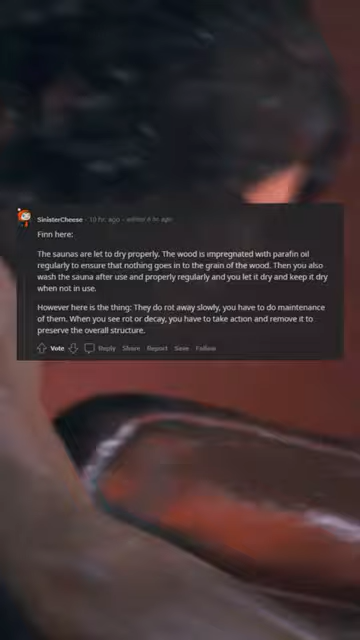 SinisterCheese · 10 hr. ago · edited 8 hr. ago
Finn here:
The saunas are let to dry properly. The wood is impregnated with parafin oil
regularly to ensure that nothing goes in to the grain of the wood. Then you also
wash the sauna after use and properly regularly and you let it dry and keep it dry
when not in use.
However here is the thing: They do rot away slowly, you have to do maintenance
of them. When you see rot or decay, you have to take action and remove it to
preserve the overall structure.
Vote Reply Share Report Save Follow